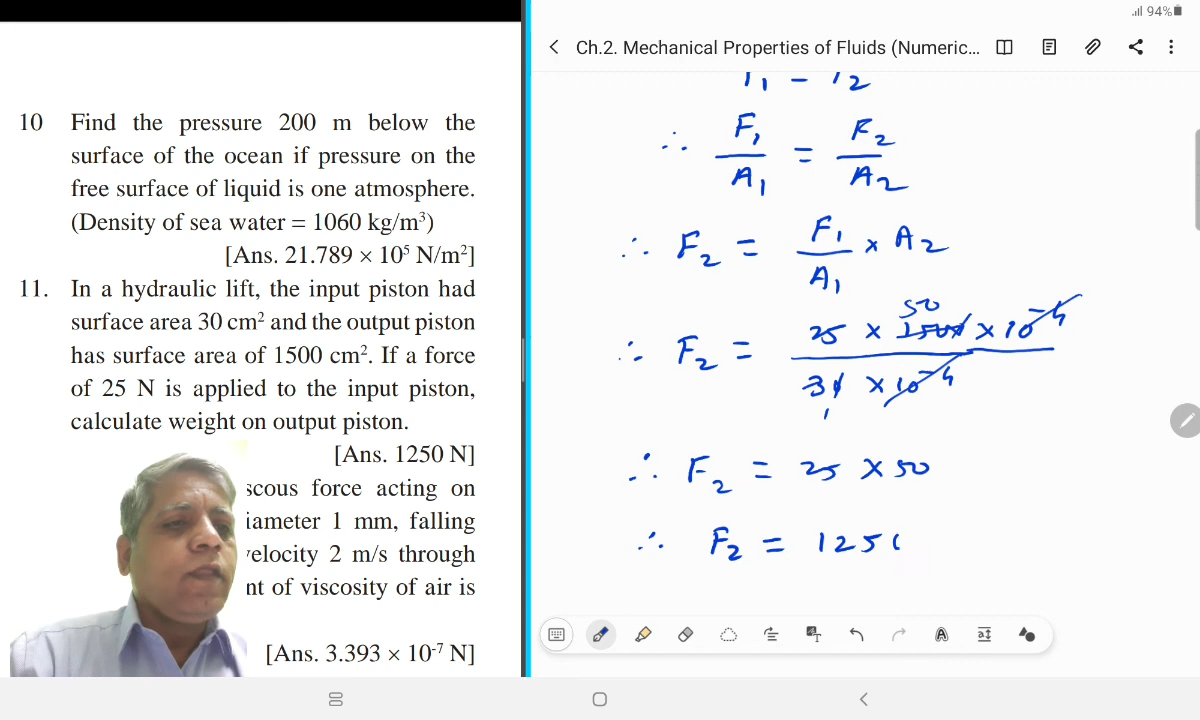 94%
Ch.2. Mechanical Properties of Fluids (Numeric...
10 Find the pressure 200 m below the
surface of the ocean if pressure on the
free surface of liquid is one atmosphere.
(Density of sea water = 1060 kg/m³)
[Ans. 21.789 × 10⁵ N/m²]
11. In a hydraulic lift, the input piston had
surface area 30 cm² and the output piston
has surface area of 1500 cm². If a force
of 25 N is applied to the input piston,
calculate weight on output piston.
[Ans. 1250 N]
scous force acting on
iameter 1 mm, falling
velocity 2 m/s through
nt of viscosity of air is
[Ans. 3.393 × 10⁻⁷ N]
∴ F₁/A₁ = F₂/A₂
∴ F₂ = F₁/A₁ × A₂
50
∴ F₂ = 25 × 1500 × 10⁻⁴ / 30 × 10⁻⁴
1
∴ F₂ = 25 × 50
∴ F₂ = 125